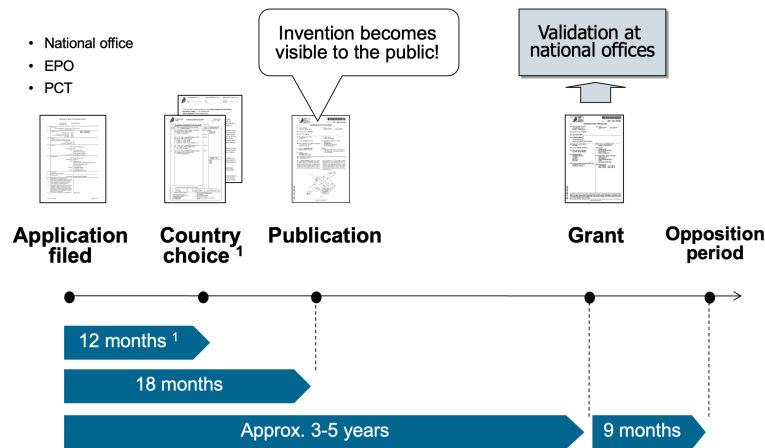 • National office
• EPO
• PCT
Invention becomes
visible to the public!
Validation at
national offices
Application
filed
Country
choice 1
Publication
Grant
Opposition
period
12 months 1
18 months
Approx. 3-5 years
9 months